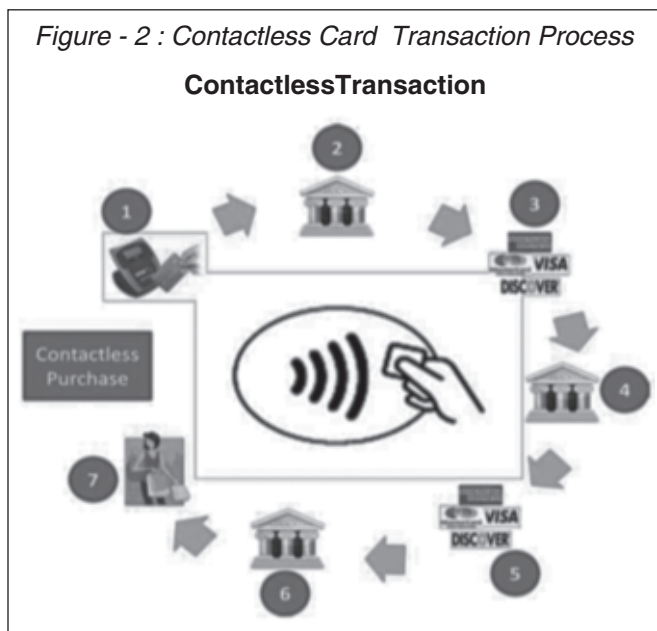 Figure - 2 : Contactless Card Transaction Process
ContactlessTransaction
2
1
3
VISA
DISCOVER
Contactless
Purchase
4
7
VISA
DISCOVER
5
6